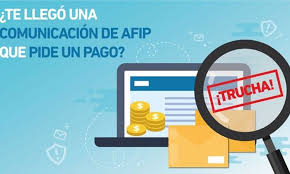 ¿TE LLEGÓ UNA
COMUNICACIÓN DE AFIP
QUE PIDE UN PAGO?
¡TRUCHA!